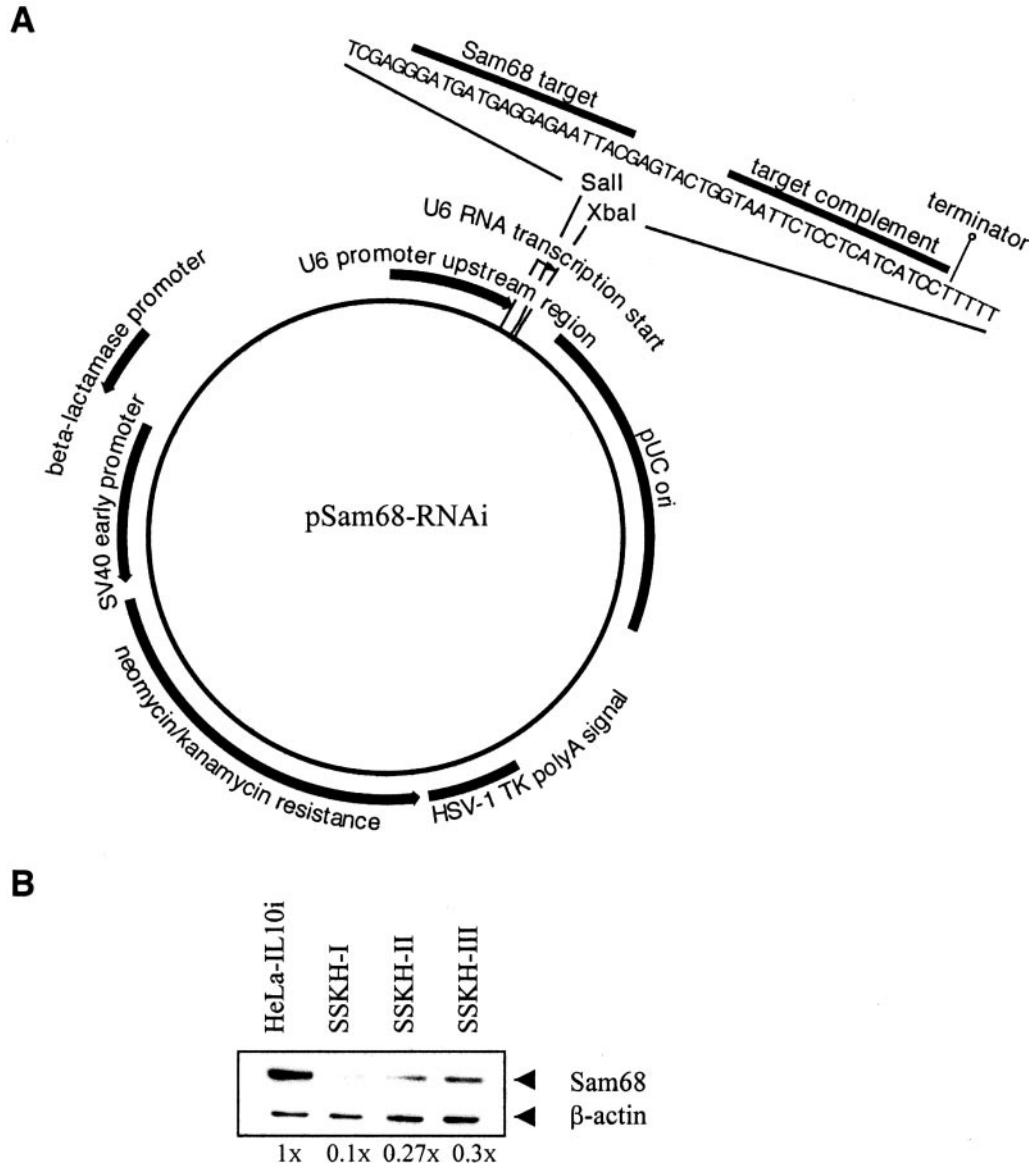 A
TCGAGGGATGATGAGGAGAATTACGAGTACTGGTAATTCTCCTCATCATCCTTTTT
Sam68 target
target complement
terminator
SalI
XbaI
U6 RNA transcription start
U6 promoter upstream region
beta-lactamase promoter
SV40 early promoter
pUC ori
pSam68-RNAi
neomycin/kanamycin resistance
HSV-1 TK polyA signal
B
HeLa-IL10i
SSKH-I
SSKH-II
SSKH-III
Sam68
β-actin
1x 0.1x 0.27x 0.3x